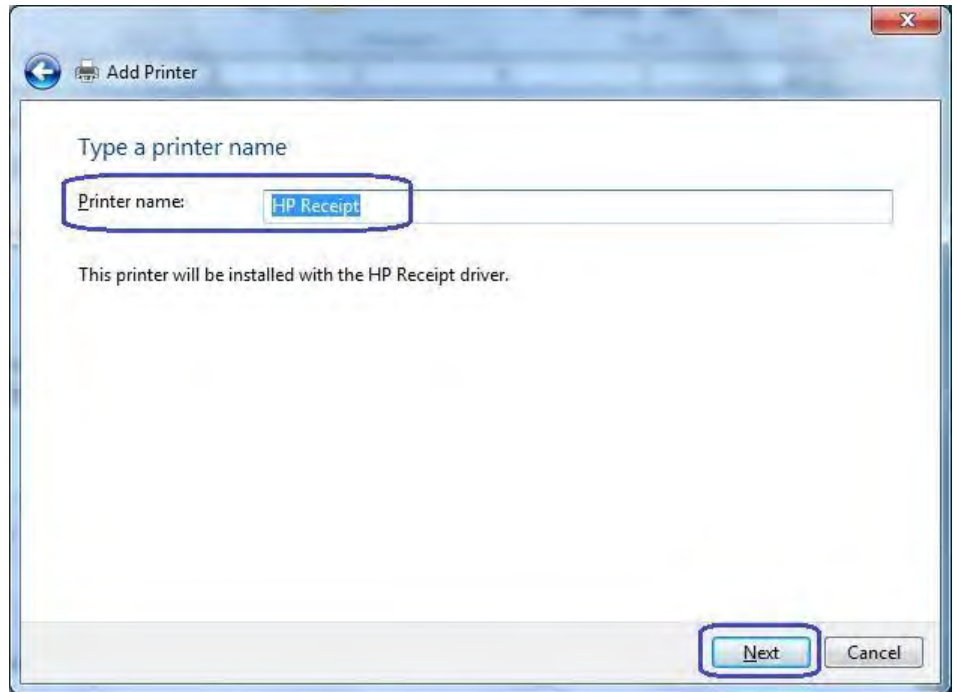 Add Printer
Type a printer name
Printer name: HP Receipt
This printer will be installed with the HP Receipt driver.
Next Cancel